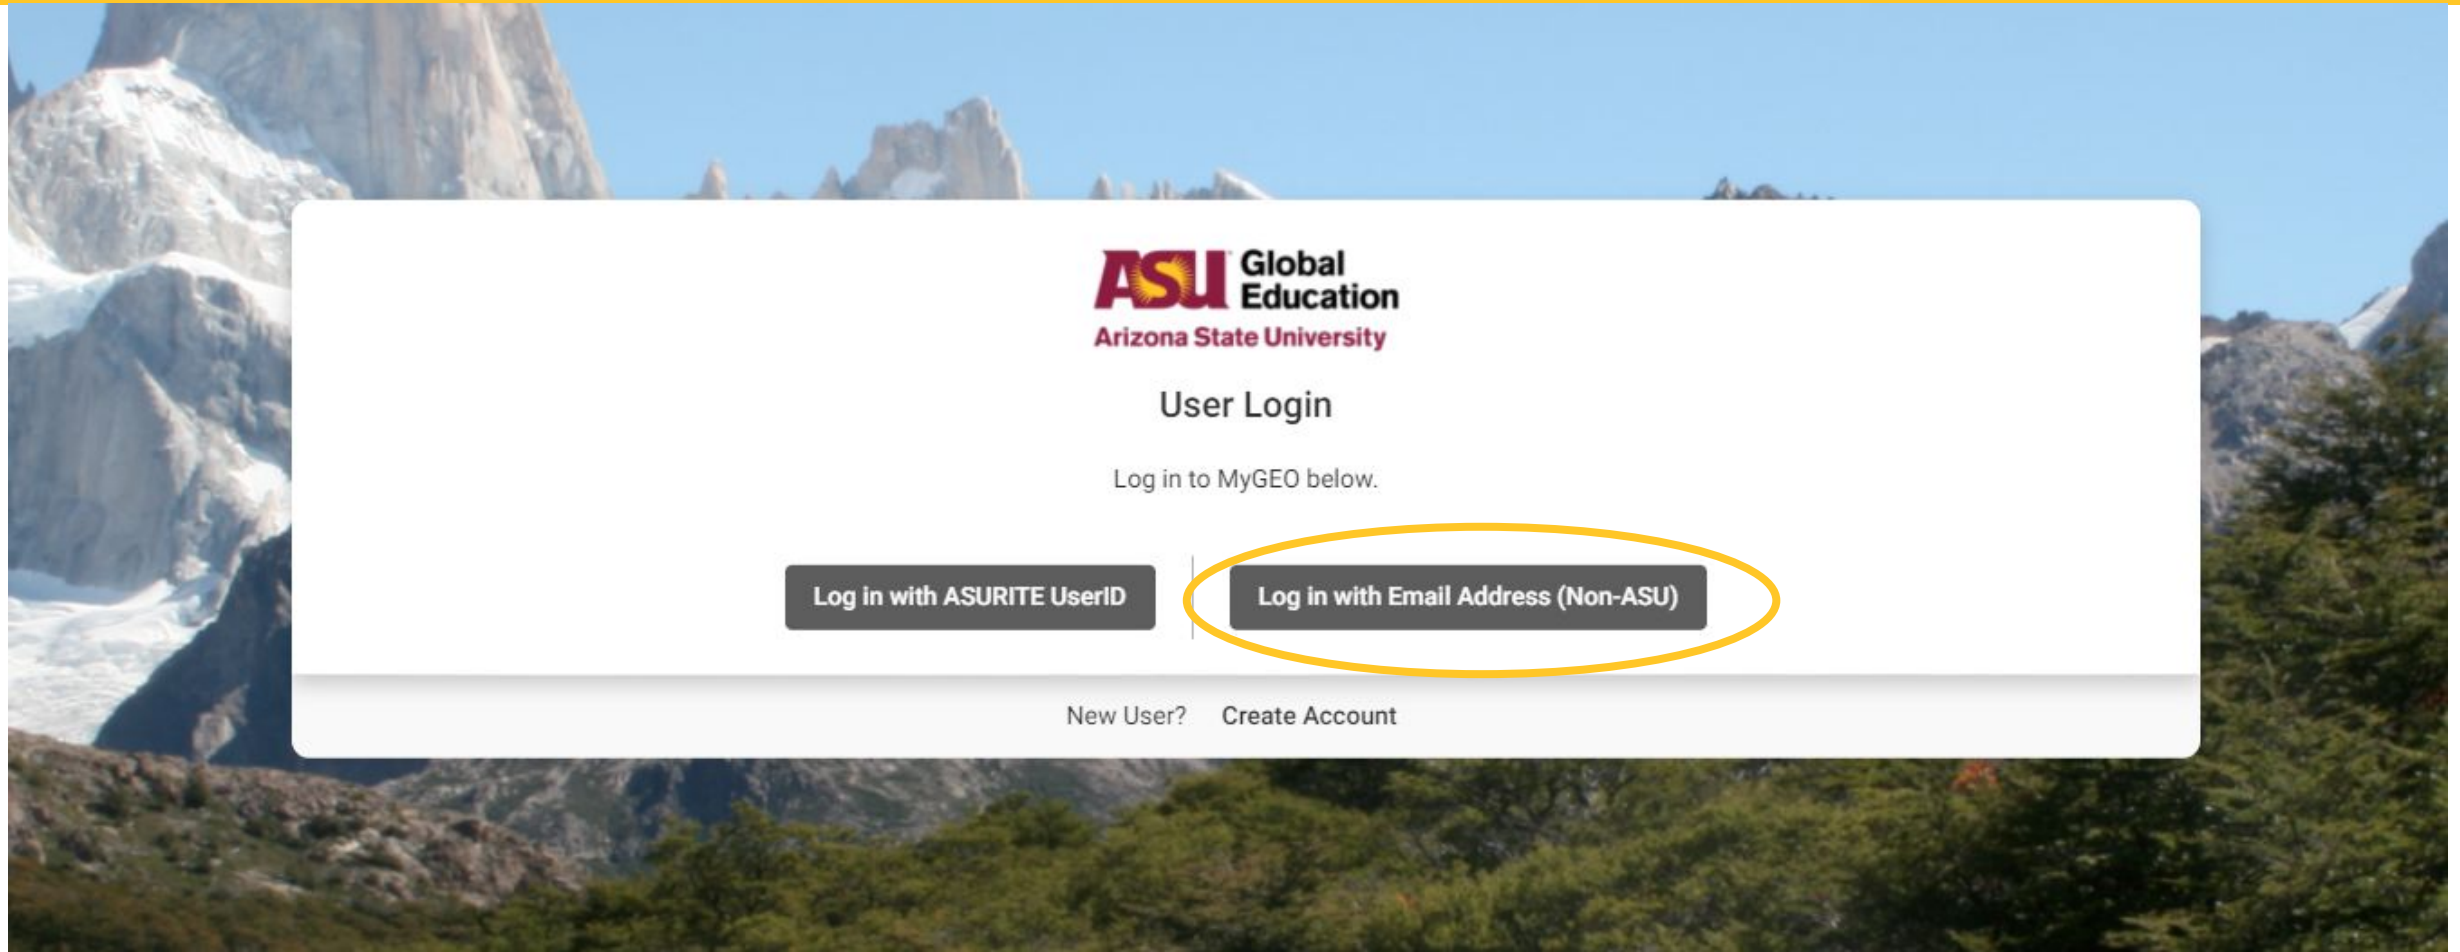 ASU Global
Education
Arizona State University
User Login
Log in to MyGEO below.
Log in with ASURITE UserID
Log in with Email Address (Non-ASU)
New User? Create Account